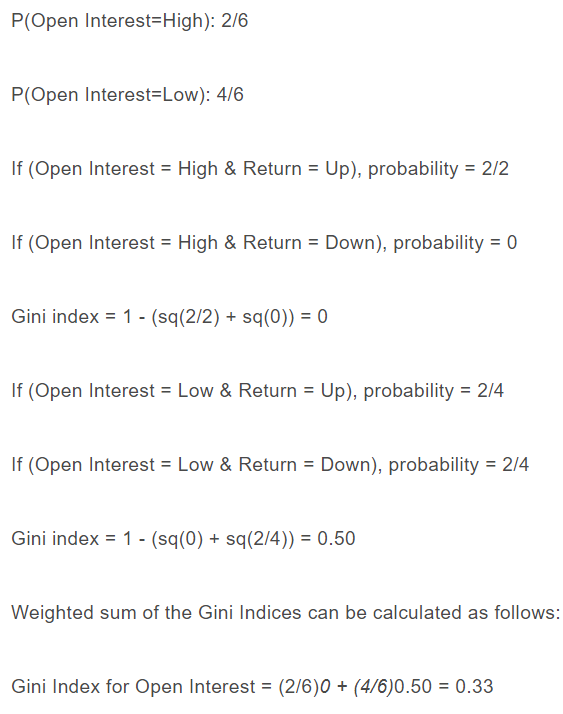 P(Open Interest=High): 2/6
P(Open Interest=Low): 4/6
If (Open Interest = High & Return = Up), probability = 2/2
If (Open Interest = High & Return = Down), probability = 0
Gini index = 1 - (sq(2/2) + sq(0)) = 0
If (Open Interest = Low & Return = Up), probability = 2/4
If (Open Interest = Low & Return = Down), probability = 2/4
Gini index = 1 - (sq(0) + sq(2/4)) = 0.50
Weighted sum of the Gini Indices can be calculated as follows:
Gini Index for Open Interest = (2/6)0 + (4/6)0.50 = 0.33